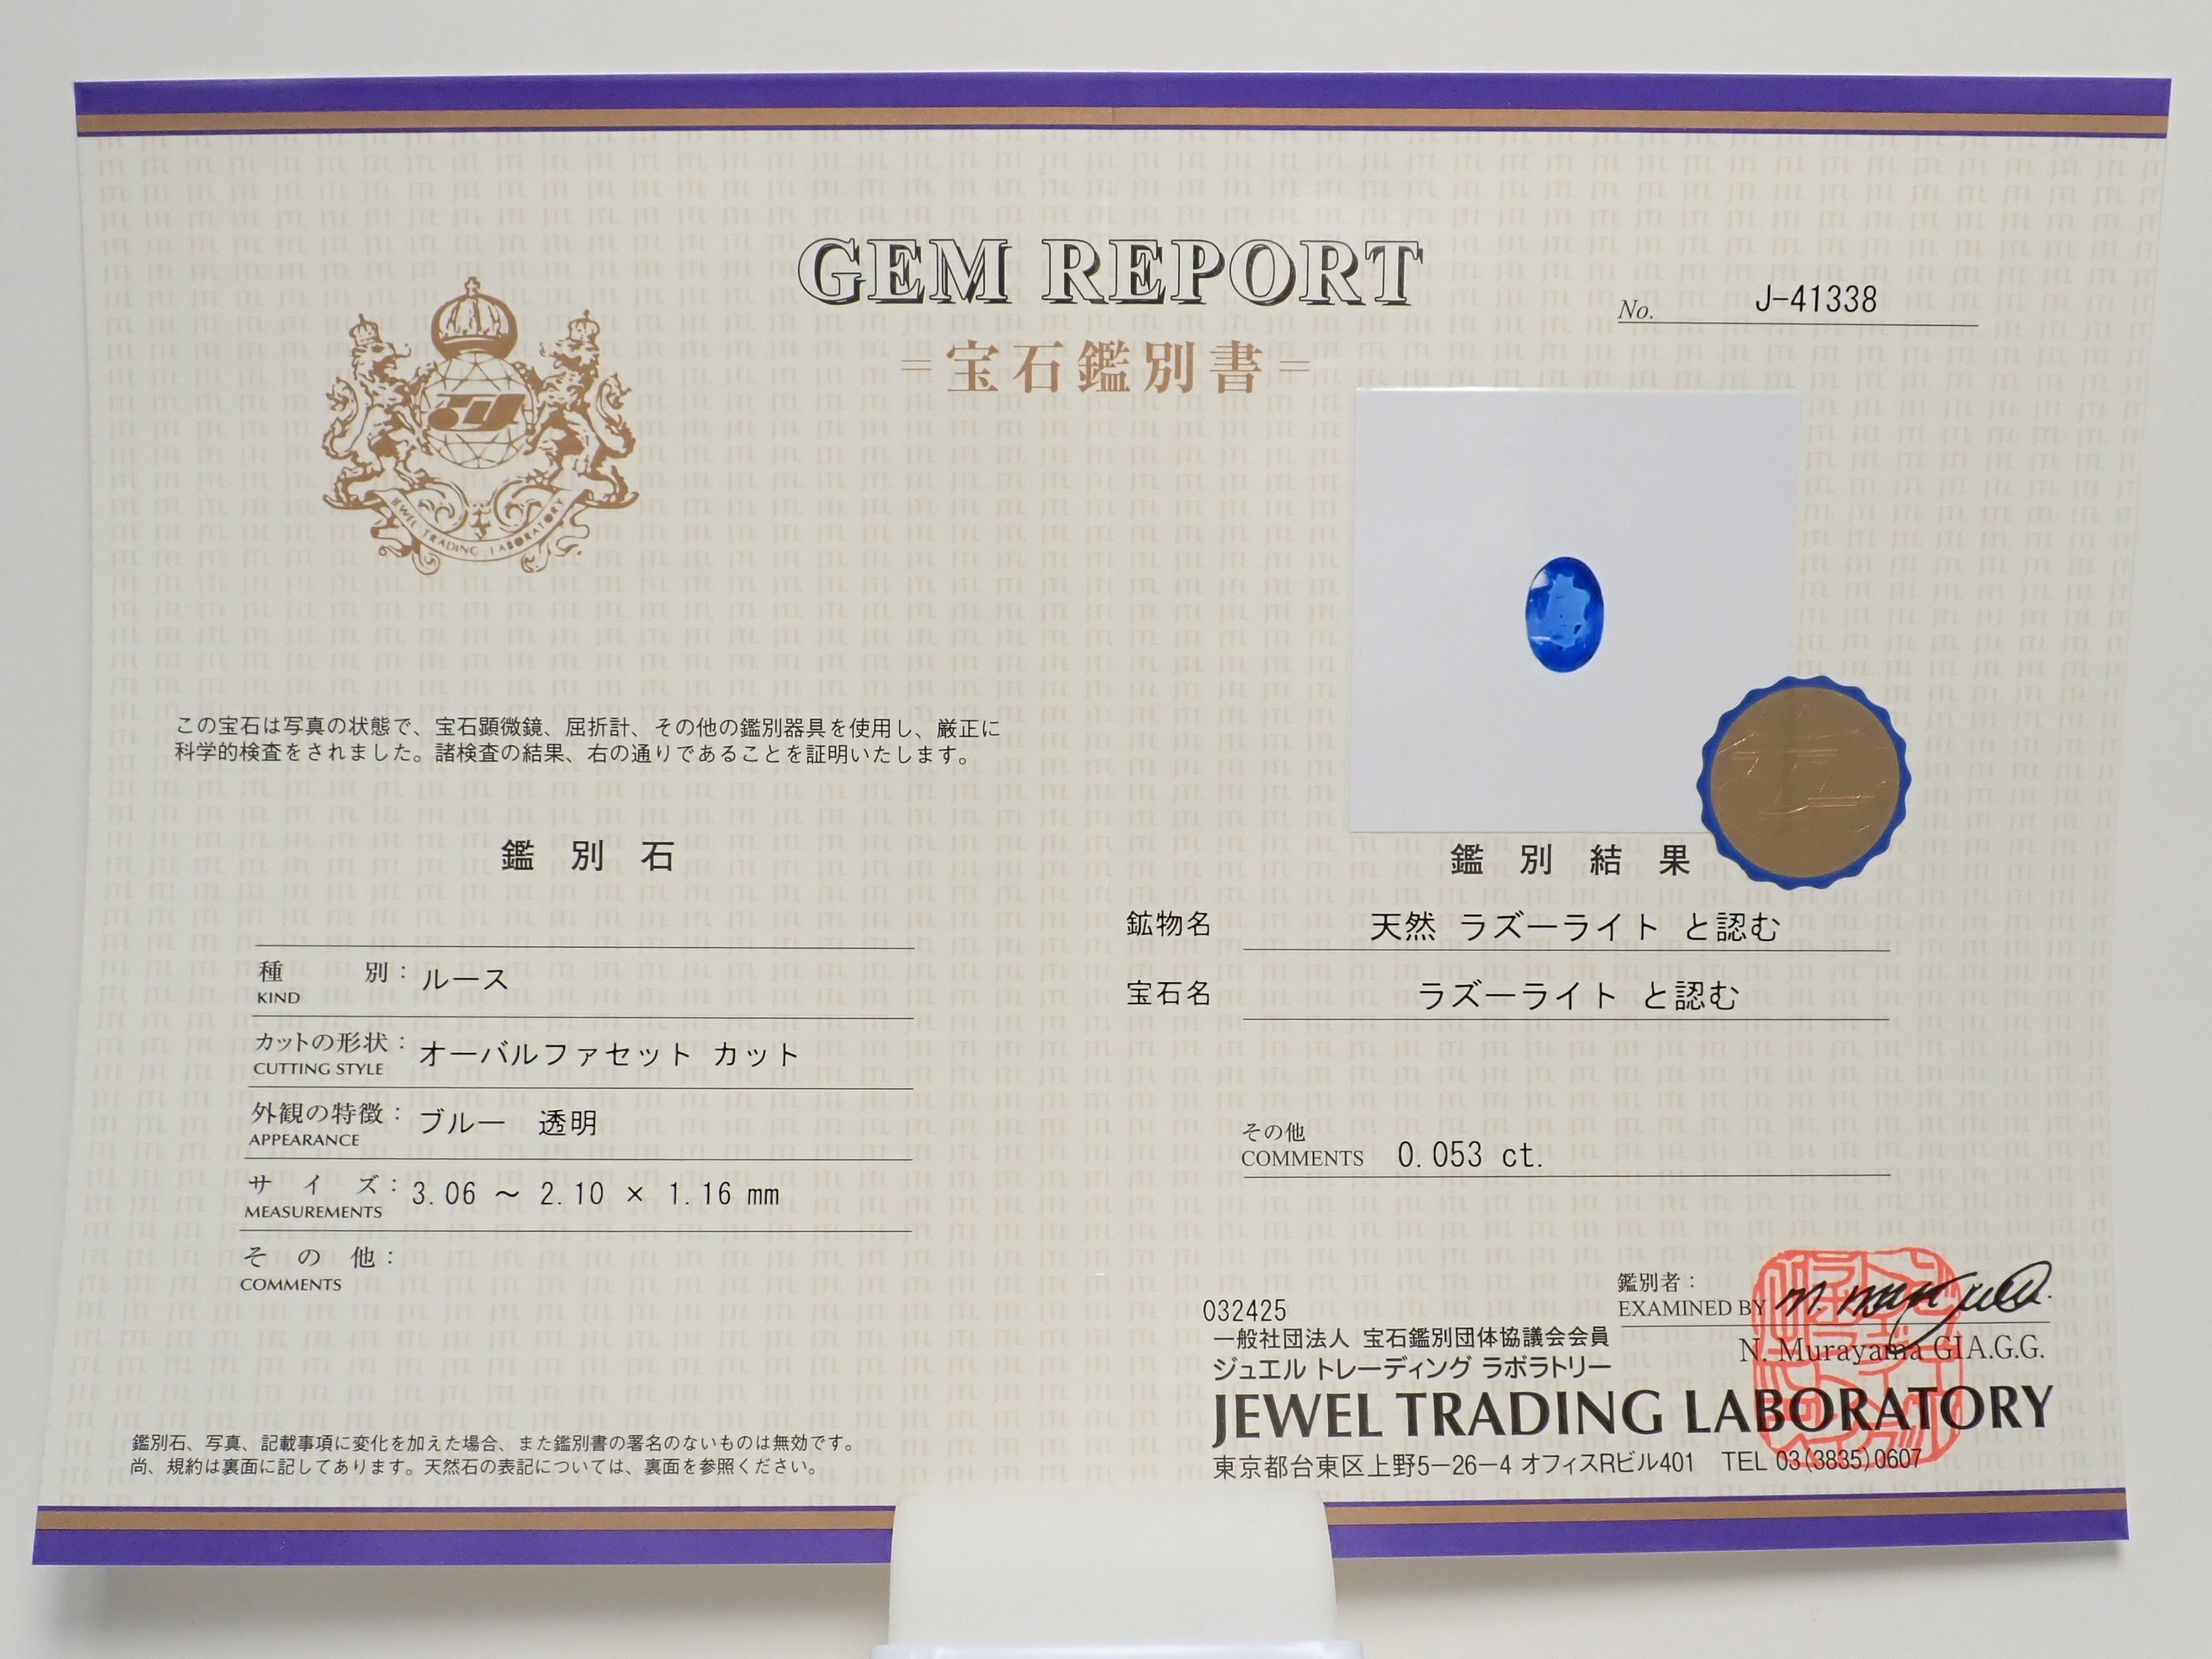 GEM REPORT
=宝石鑑別書=
No. J-41338
JEWEL TRADING LABORATORY
この宝石は写真の状態で、宝石顕微鏡、屈折計、その他の鑑別器具を使用し、厳正に
科学的検査をされました。諸検査の結果、右の通りであることを証明いたします。
鑑別石
種別: ルース
KIND
カットの形状: オーバルファセット カット
CUTTING STYLE
外観の特徴: ブルー 透明
APPEARANCE
サイズ: 3.06 ～ 2.10 × 1.16 mm
MEASUREMENTS
その他:
COMMENTS
鑑別石、写真、記載事項に変化を加えた場合、また鑑別書の署名のないものは無効です。
尚、規約は裏面に記してあります。天然石の表記については、裏面を参照ください。
鑑別結果
鉱物名 天然 ラズーライト と認む
宝石名 ラズーライト と認む
その他
COMMENTS 0.053 ct.
鑑別者:
EXAMINED BY
N. Murayama GIA.G.G.
032425
一般社団法人 宝石鑑別団体協議会会員
ジュエル トレーディング ラボラトリー
JEWEL TRADING LABORATORY
東京都台東区上野5-26-4 オフィスRビル401 TEL 03(3835)0607